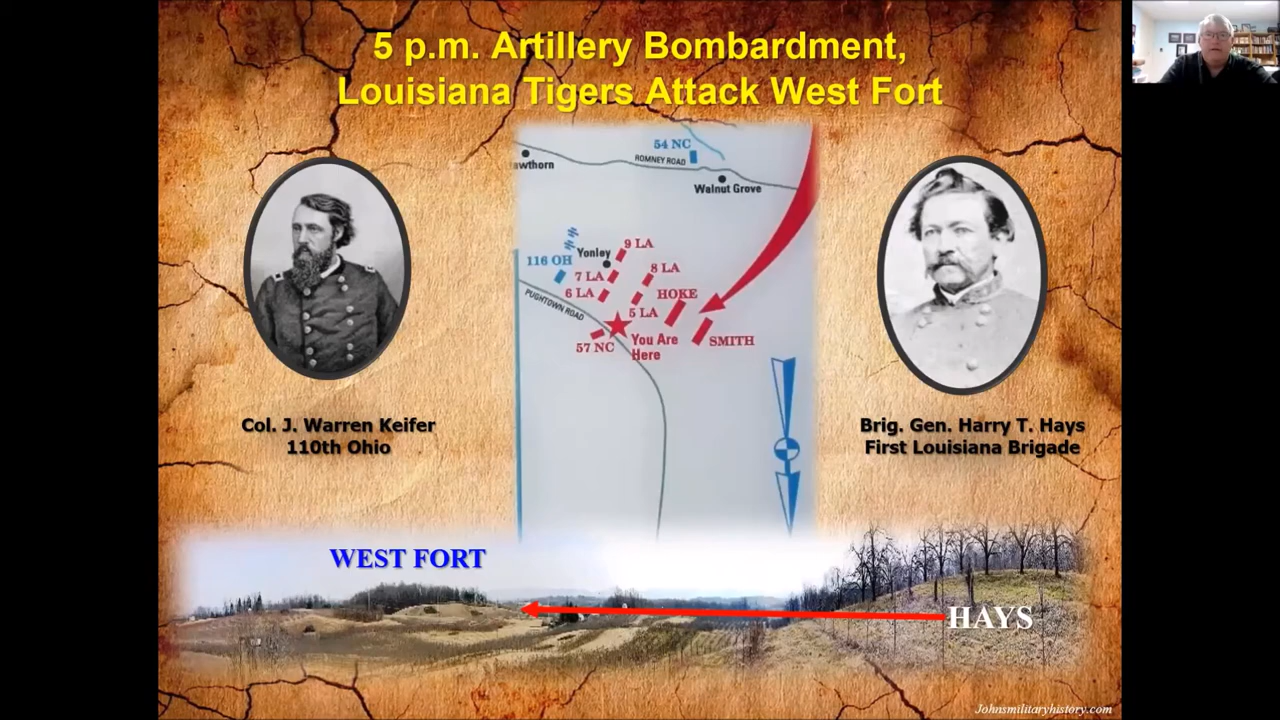 5 p.m. Artillery Bombardment,
Louisiana Tigers Attack West Fort
54 NC
awthorn
ROMNEY ROAD
Walnut Grove
9 LA
Yonley
116 OH
8 LA
7 LA
6 LA
HOKE
PUGHTOWN ROAD
5 LA
57 NC
You Are
Here
SMITH
Col. J. Warren Keifer
110th Ohio
Brig. Gen. Harry T. Hays
First Louisiana Brigade
WEST FORT
HAYS
Johnsmilitaryhistory.com